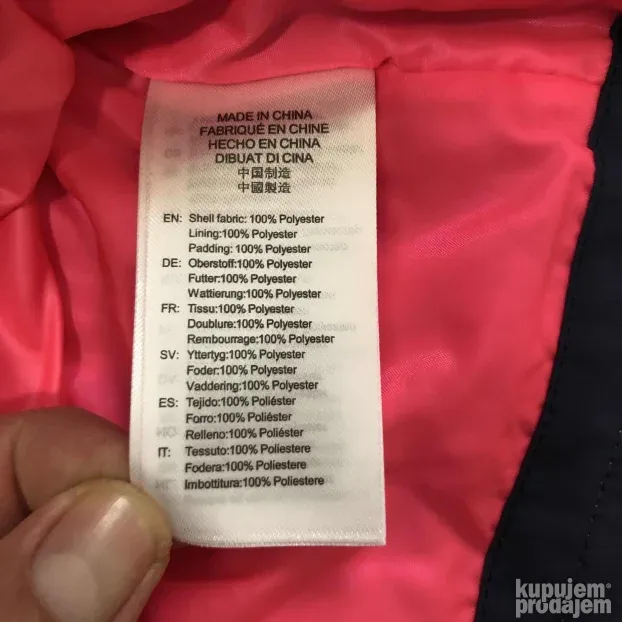 MADE IN CHINA
FABRIQUÉ EN CHINE
HECHO EN CHINA
DIBUAT DI CINA
中国制造
中國製造
EN: Shell fabric: 100% Polyester
Lining:100% Polyester
Padding: 100% Polyester
DE: Oberstoff:100% Polyester
Futter:100% Polyester
Wattierung:100% Polyester
FR: Tissu:100% Polyester
Doublure:100% Polyester
Rembourrage:100% Polyester
SV: Yttertyg:100% Polyester
Foder:100% Polyester
Vaddering:100% Polyester
ES: Tejido:100% Poliéster
Forro:100% Poliéster
Relleno:100% Poliéster
IT: Tessuto:100% Poliestere
Fodera:100% Poliestere
Imbottitura:100% Poliestere
kupujem®
prodajem